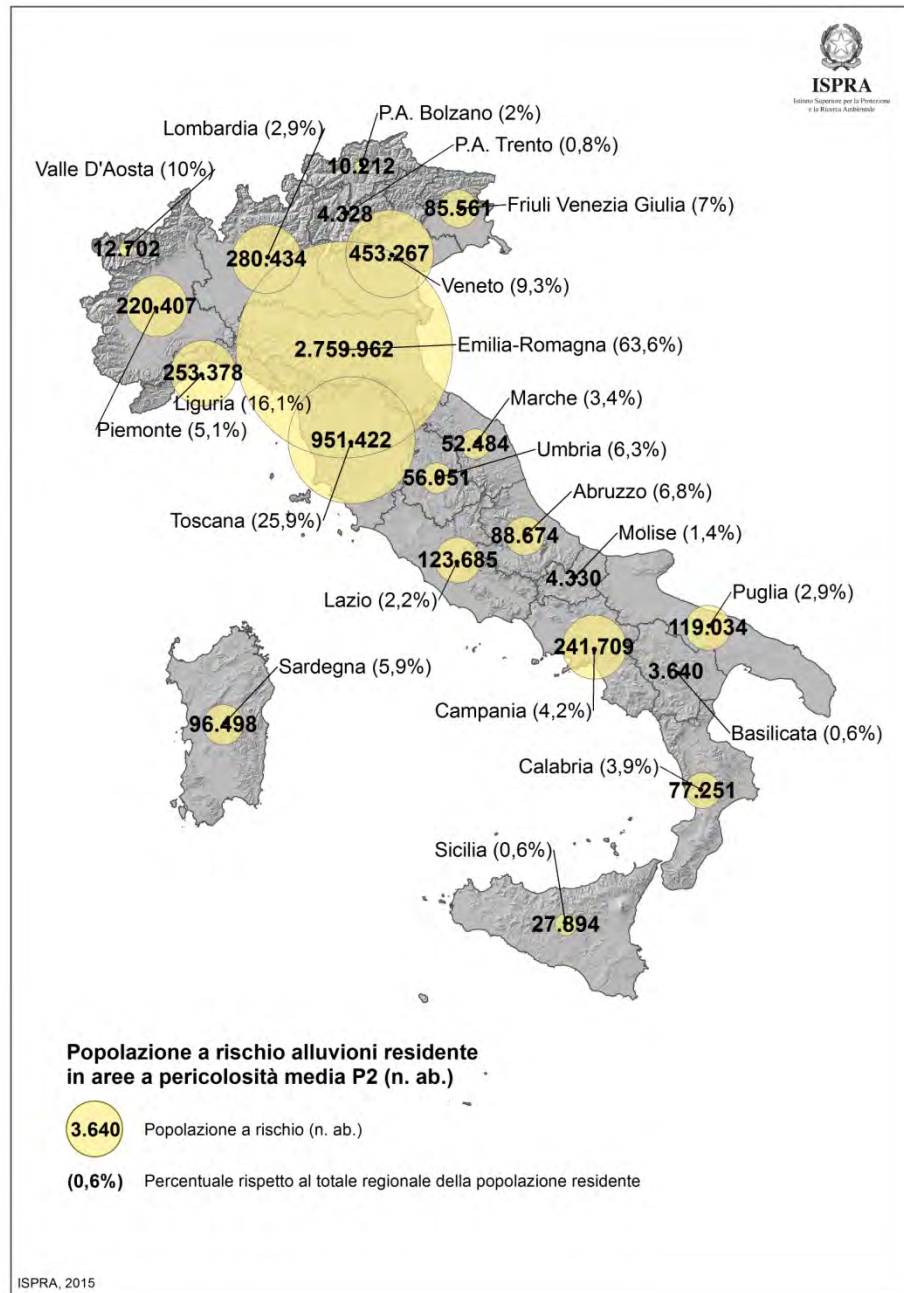 ISPRA
Istituto Superiore per la Protezione
e la Ricerca Ambientale
P.A. Bolzano (2%)
10.212
Lombardia (2,9%)
280.434
P.A. Trento (0,8%)
4.328
Valle D'Aosta (10%)
12.702
85.561
Friuli Venezia Giulia (7%)
453.267
Veneto (9,3%)
220.407
Piemonte (5,1%)
2.759.962
Emilia-Romagna (63,6%)
253.378
Liguria (16,1%)
Marche (3,4%)
52.484
951.422
Toscana (25,9%)
Umbria (6,3%)
56.051
Abruzzo (6,8%)
88.674
Molise (1,4%)
4.330
123.685
Lazio (2,2%)
Puglia (2,9%)
119.034
241.709
Campania (4,2%)
3.640
Basilicata (0,6%)
Sardegna (5,9%)
96.498
Calabria (3,9%)
77.251
Sicilia (0,6%)
27.894
Popolazione a rischio alluvioni residente
in aree a pericolosità media P2 (n. ab.)
3.640 Popolazione a rischio (n. ab.)
(0,6%) Percentuale rispetto al totale regionale della popolazione residente
ISPRA, 2015